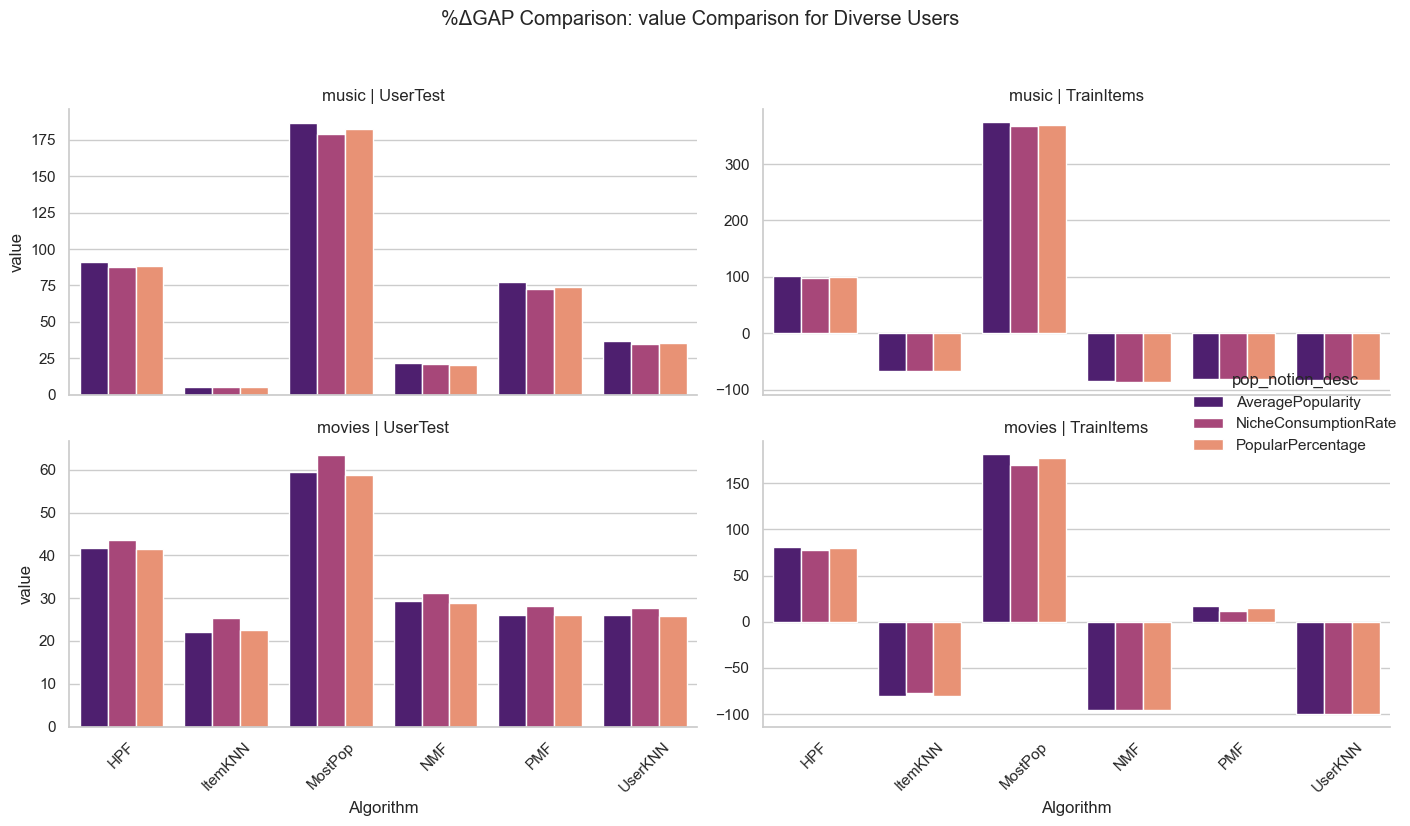 %ΔGAP Comparison: value Comparison for Diverse Users
music | UserTest
music | TrainItems
175
150
125
100
75
50
25
0
value
300
200
100
0
−100
pop_notion_desc
AveragePopularity
NicheConsumptionRate
PopularPercentage
movies | UserTest
movies | TrainItems
60
50
40
30
20
10
0
value
150
100
50
0
−50
−100
HPF
ItemKNN
MostPop
NMF
PMF
UserKNN
HPF
ItemKNN
MostPop
NMF
PMF
UserKNN
Algorithm
Algorithm